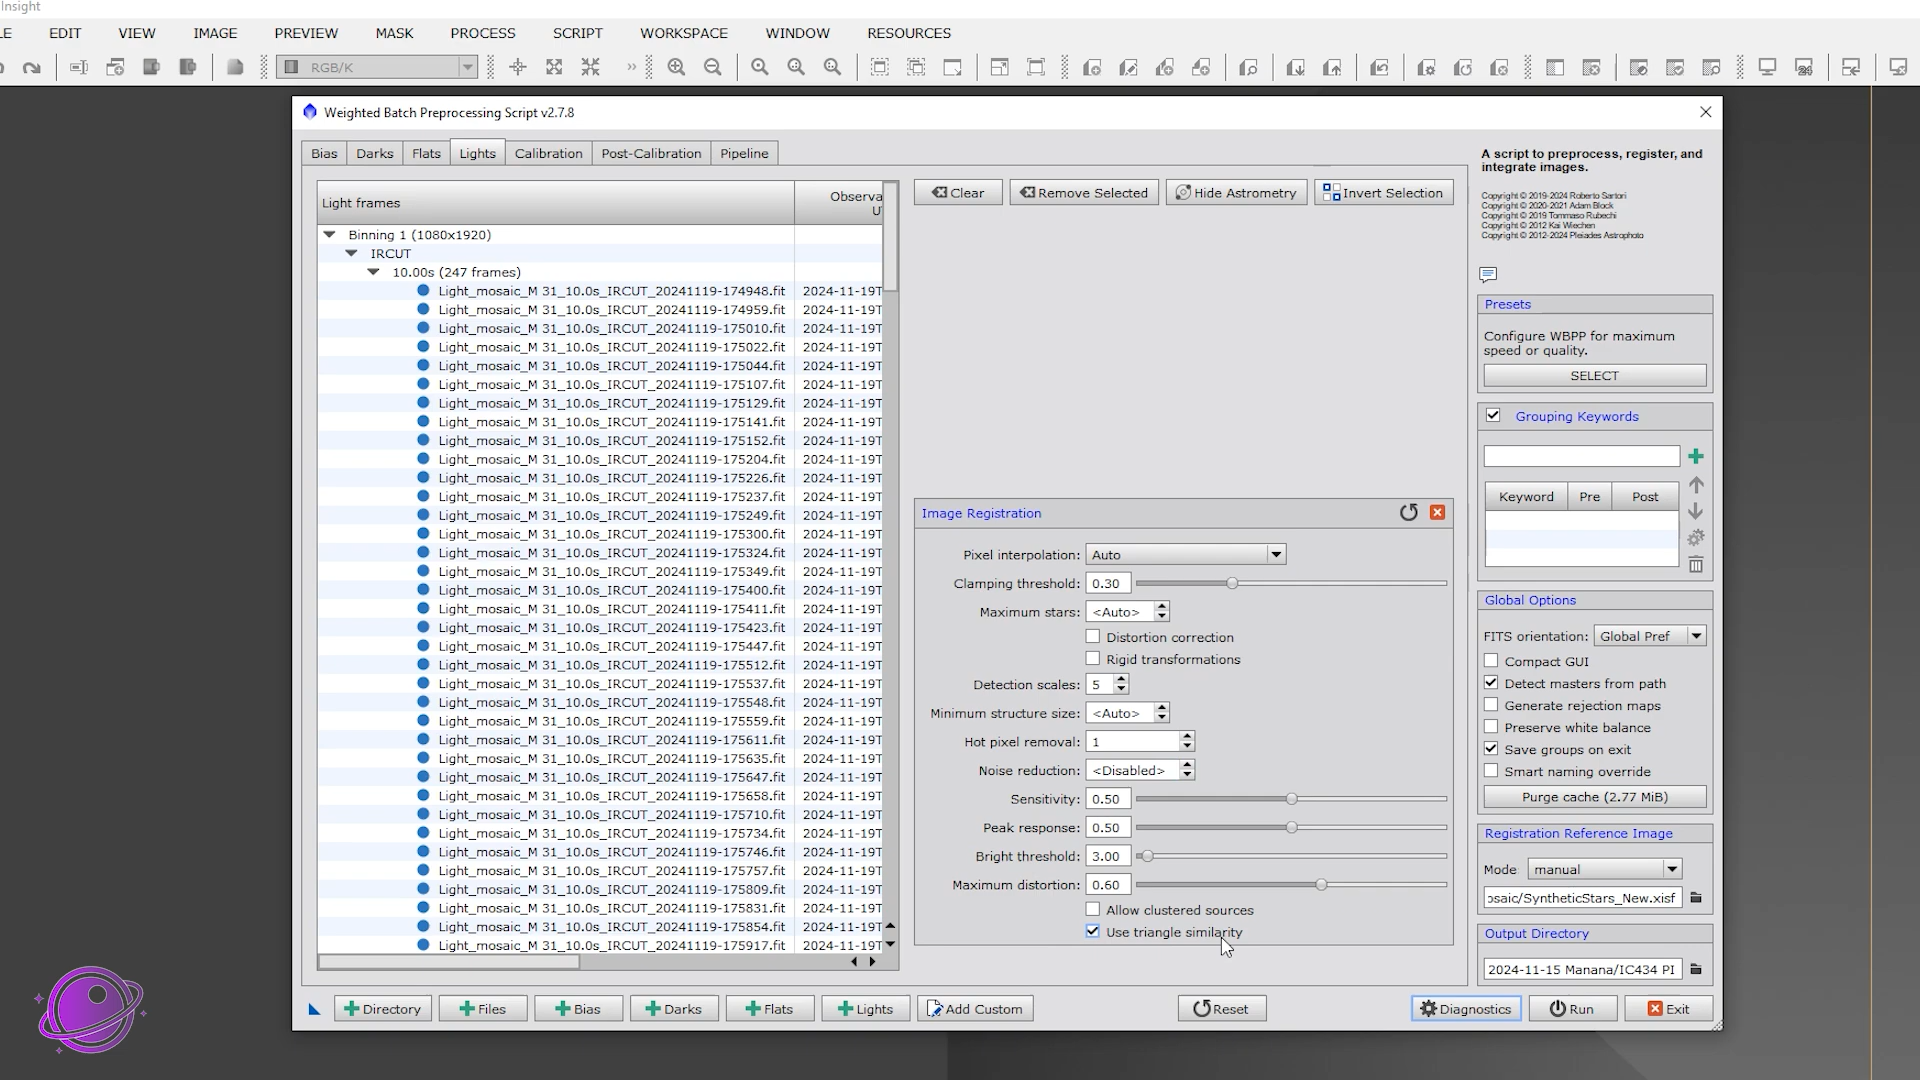 Insight
LE EDIT VIEW IMAGE PREVIEW MASK PROCESS SCRIPT WORKSPACE WINDOW RESOURCES
RGB/K
Weighted Batch Preprocessing Script v2.7.8
Bias Darks Flats Lights Calibration Post-Calibration Pipeline
Light frames
Observa
U
Binning 1 (1080x1920)
IRCUT
10.00s (247 frames)
Light_mosaic_M 31_10.0s_IRCUT_20241119-174948.fit 2024-11-19T
Light_mosaic_M 31_10.0s_IRCUT_20241119-174959.fit 2024-11-19T
Light_mosaic_M 31_10.0s_IRCUT_20241119-175010.fit 2024-11-19T
Light_mosaic_M 31_10.0s_IRCUT_20241119-175022.fit 2024-11-19T
Light_mosaic_M 31_10.0s_IRCUT_20241119-175044.fit 2024-11-19T
Light_mosaic_M 31_10.0s_IRCUT_20241119-175107.fit 2024-11-19T
Light_mosaic_M 31_10.0s_IRCUT_20241119-175129.fit 2024-11-19T
Light_mosaic_M 31_10.0s_IRCUT_20241119-175141.fit 2024-11-19T
Light_mosaic_M 31_10.0s_IRCUT_20241119-175152.fit 2024-11-19T
Light_mosaic_M 31_10.0s_IRCUT_20241119-175204.fit 2024-11-19T
Light_mosaic_M 31_10.0s_IRCUT_20241119-175226.fit 2024-11-19T
Light_mosaic_M 31_10.0s_IRCUT_20241119-175237.fit 2024-11-19T
Light_mosaic_M 31_10.0s_IRCUT_20241119-175249.fit 2024-11-19T
Light_mosaic_M 31_10.0s_IRCUT_20241119-175300.fit 2024-11-19T
Light_mosaic_M 31_10.0s_IRCUT_20241119-175324.fit 2024-11-19T
Light_mosaic_M 31_10.0s_IRCUT_20241119-175349.fit 2024-11-19T
Light_mosaic_M 31_10.0s_IRCUT_20241119-175400.fit 2024-11-19T
Light_mosaic_M 31_10.0s_IRCUT_20241119-175411.fit 2024-11-19T
Light_mosaic_M 31_10.0s_IRCUT_20241119-175423.fit 2024-11-19T
Light_mosaic_M 31_10.0s_IRCUT_20241119-175447.fit 2024-11-19T
Light_mosaic_M 31_10.0s_IRCUT_20241119-175512.fit 2024-11-19T
Light_mosaic_M 31_10.0s_IRCUT_20241119-175537.fit 2024-11-19T
Light_mosaic_M 31_10.0s_IRCUT_20241119-175548.fit 2024-11-19T
Light_mosaic_M 31_10.0s_IRCUT_20241119-175559.fit 2024-11-19T
Light_mosaic_M 31_10.0s_IRCUT_20241119-175611.fit 2024-11-19T
Light_mosaic_M 31_10.0s_IRCUT_20241119-175635.fit 2024-11-19T
Light_mosaic_M 31_10.0s_IRCUT_20241119-175647.fit 2024-11-19T
Light_mosaic_M 31_10.0s_IRCUT_20241119-175658.fit 2024-11-19T
Light_mosaic_M 31_10.0s_IRCUT_20241119-175710.fit 2024-11-19T
Light_mosaic_M 31_10.0s_IRCUT_20241119-175734.fit 2024-11-19T
Light_mosaic_M 31_10.0s_IRCUT_20241119-175746.fit 2024-11-19T
Light_mosaic_M 31_10.0s_IRCUT_20241119-175757.fit 2024-11-19T
Light_mosaic_M 31_10.0s_IRCUT_20241119-175809.fit 2024-11-19T
Light_mosaic_M 31_10.0s_IRCUT_20241119-175831.fit 2024-11-19T
Light_mosaic_M 31_10.0s_IRCUT_20241119-175854.fit 2024-11-19T
Light_mosaic_M 31_10.0s_IRCUT_20241119-175917.fit 2024-11-19T
Clear Remove Selected Hide Astrometry Invert Selection
Image Registration
Pixel interpolation: Auto
Clamping threshold: 0.30
Maximum stars: <Auto>
Distortion correction
Rigid transformations
Detection scales: 5
Minimum structure size: <Auto>
Hot pixel removal: 1
Noise reduction: <Disabled>
Sensitivity: 0.50
Peak response: 0.50
Bright threshold: 3.00
Maximum distortion: 0.60
Allow clustered sources
Use triangle similarity
A script to preprocess, register, and
integrate images.
Copyright © 2019-2024 Roberto Sartori
Copyright © 2020-2021 Adam Block
Copyright © 2019 Tommaso Rubechi
Copyright © 2012 Kai Wiechen
Copyright © 2012-2024 Pleiades Astrophoto
Presets
Configure WBPP for maximum
speed or quality.
SELECT
Grouping Keywords
Keyword Pre Post
Global Options
FITS orientation: Global Pref
Compact GUI
Detect masters from path
Generate rejection maps
Preserve white balance
Save groups on exit
Smart naming override
Purge cache (2.77 MiB)
Registration Reference Image
Mode manual
osaic/SyntheticStars_New.xisf
Output Directory
2024-11-15 Manana/IC434 PI
Directory Files Bias Darks Flats Lights Add Custom Reset Diagnostics Run Exit